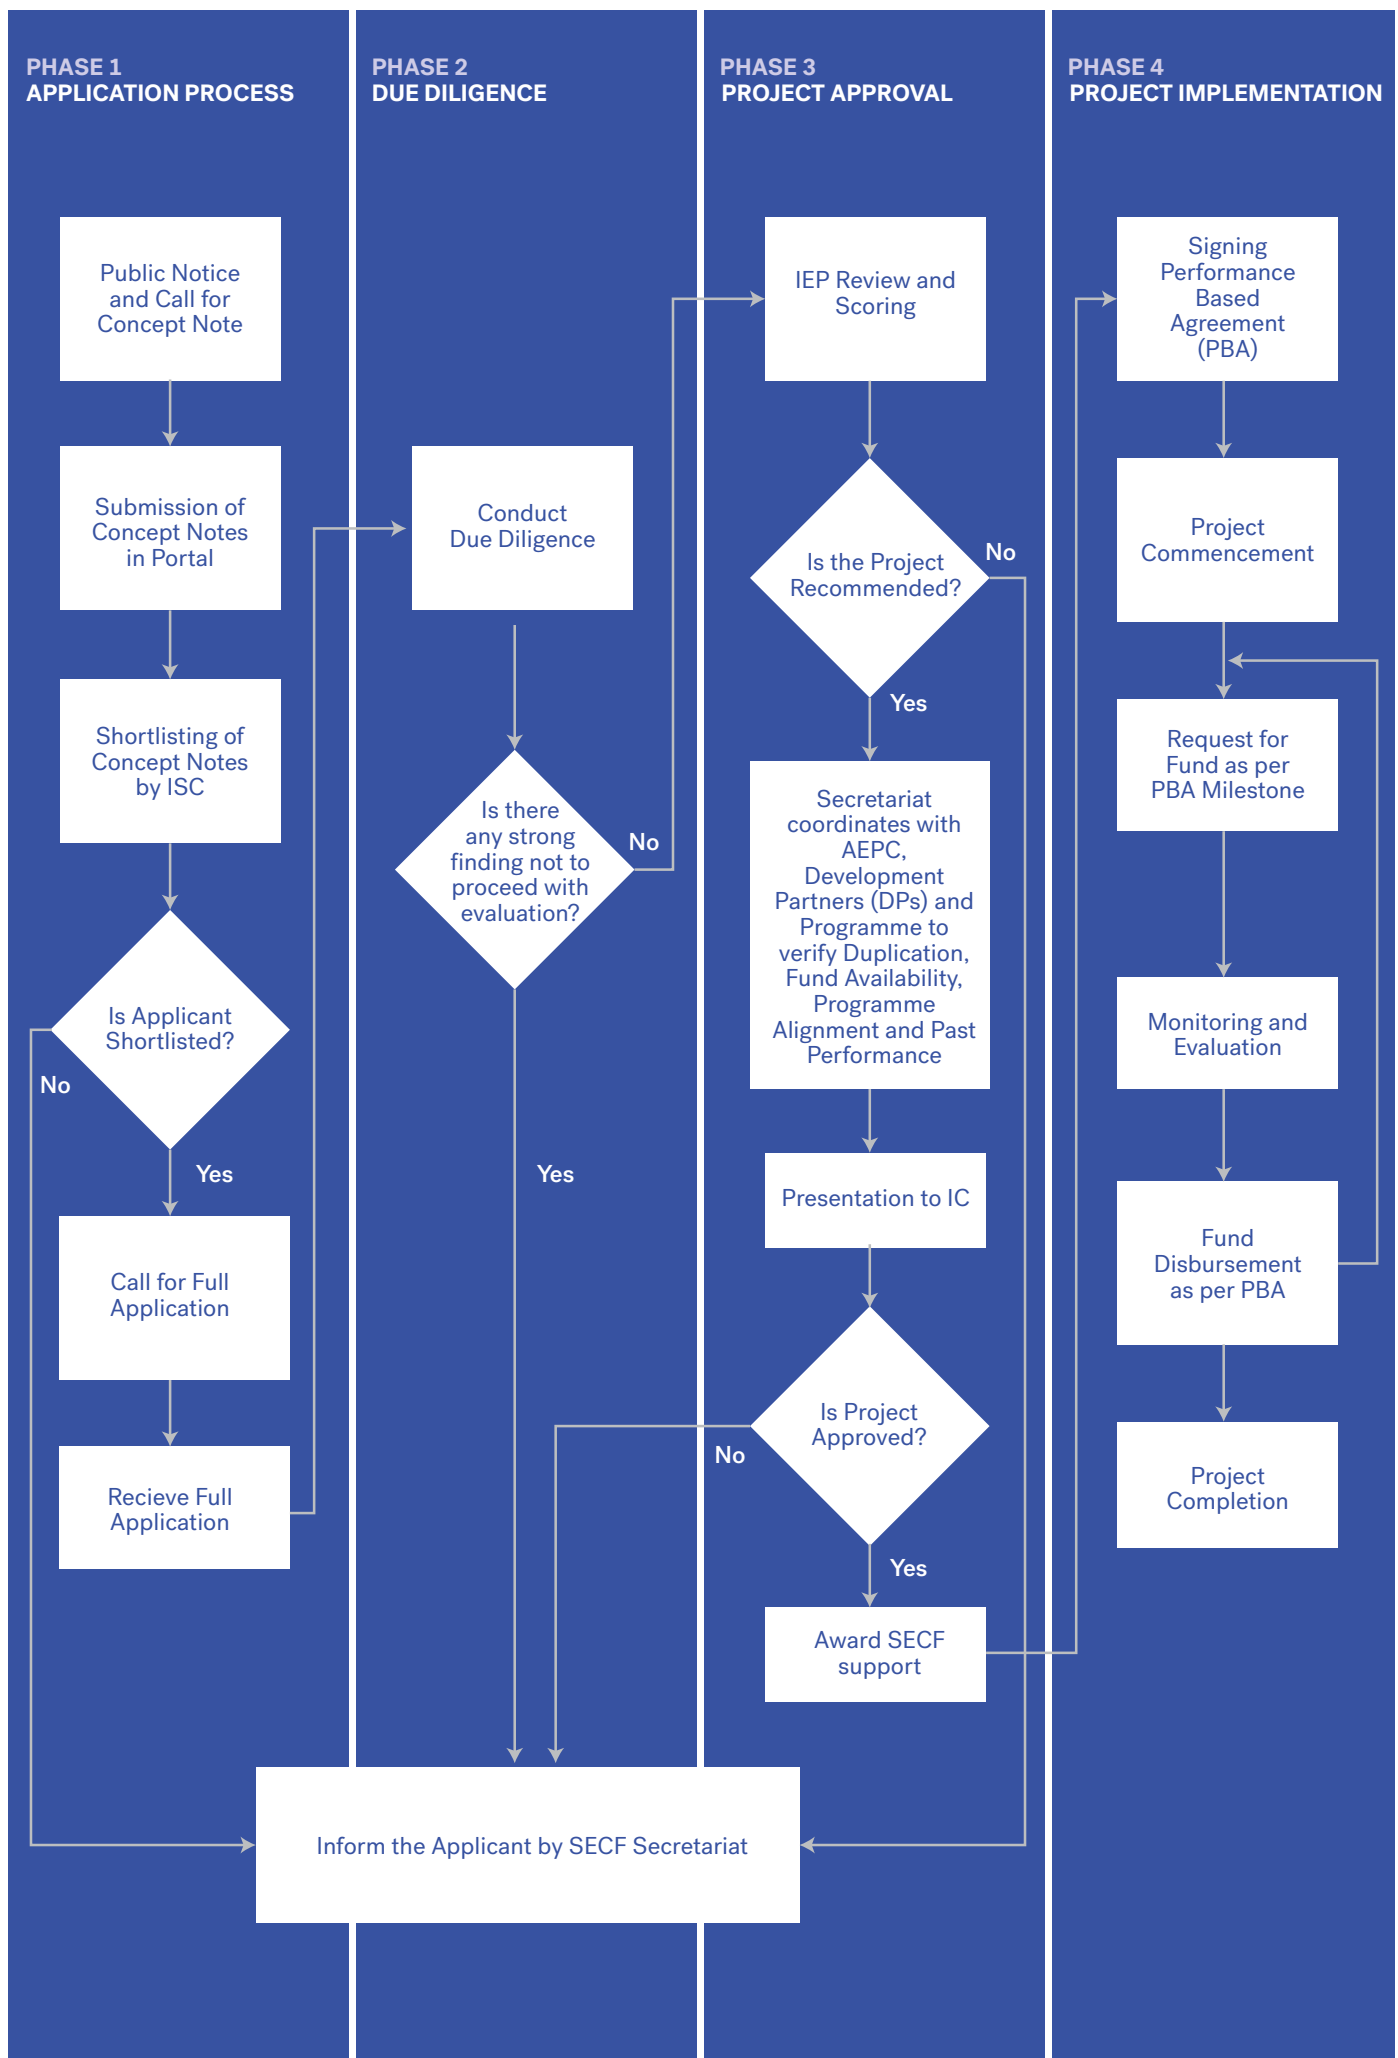 PHASE 1
APPLICATION PROCESS
Public Notice
and Call for
Concept Note
Submission of
Concept Notes
in Portal
Shortlisting of
Concept Notes
by ISC
Is Applicant
Shortlisted?
No
Yes
Call for Full
Application
Recieve Full
Application
PHASE 2
DUE DILIGENCE
Conduct
Due Diligence
Is there
any strong
finding not to
proceed with
evaluation?
No
Yes
PHASE 3
PROJECT APPROVAL
IEP Review and
Scoring
Is the Project
Recommended?
No
Yes
Secretariat
coordinates with
AEPC,
Development
Partners (DPs) and
Programme to
verify Duplication,
Fund Availability,
Programme
Alignment and Past
Performance
Presentation to IC
Is Project
Approved?
No
Yes
Award SECF
support
Inform the Applicant by SECF Secretariat
PHASE 4
PROJECT IMPLEMENTATION
Signing
Performance
Based
Agreement
(PBA)
Project
Commencement
Request for
Fund as per
PBA Milestone
Monitoring and
Evaluation
Fund
Disbursement
as per PBA
Project
Completion